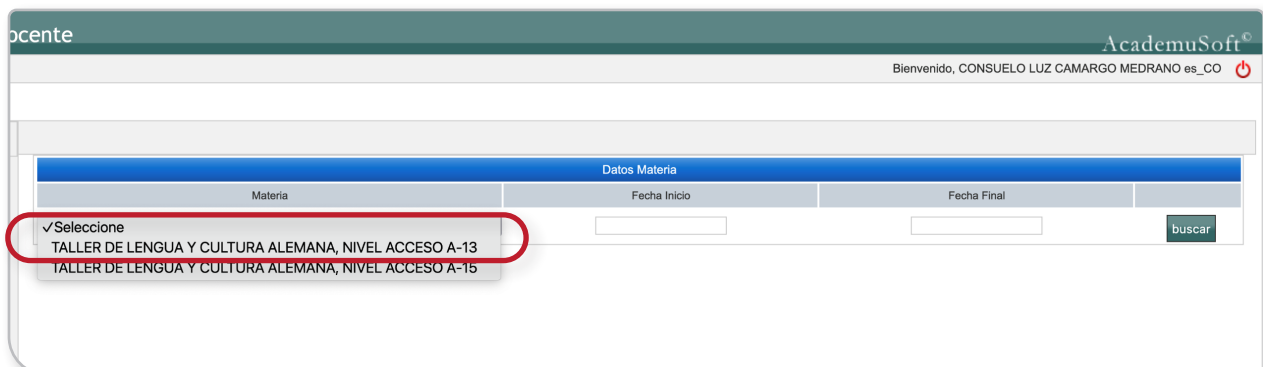 ocente
AcademuSoft©
Bienvenido, CONSUELO LUZ CAMARGO MEDRANO es_CO
Datos Materia
Materia Fecha Inicio Fecha Final
✓Seleccione
buscar
TALLER DE LENGUA Y CULTURA ALEMANA, NIVEL ACCESO A-13
TALLER DE LENGUA Y CULTURA ALEMANA, NIVEL ACCESO A-15